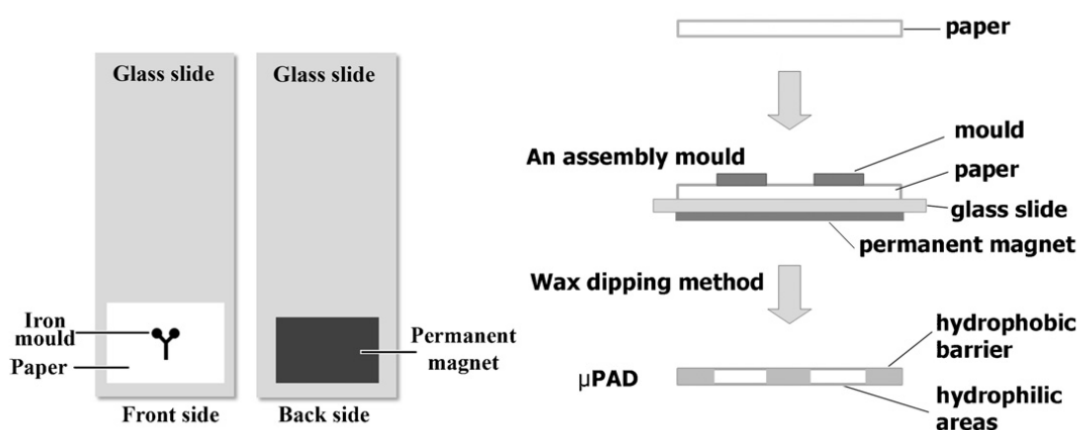 Glass slide
Glass slide
Iron
mould
Paper
Permanent
magnet
Front side
Back side
paper
An assembly mould
mould
paper
glass slide
permanent magnet
Wax dipping method
µPAD
hydrophobic
barrier
hydrophilic
areas